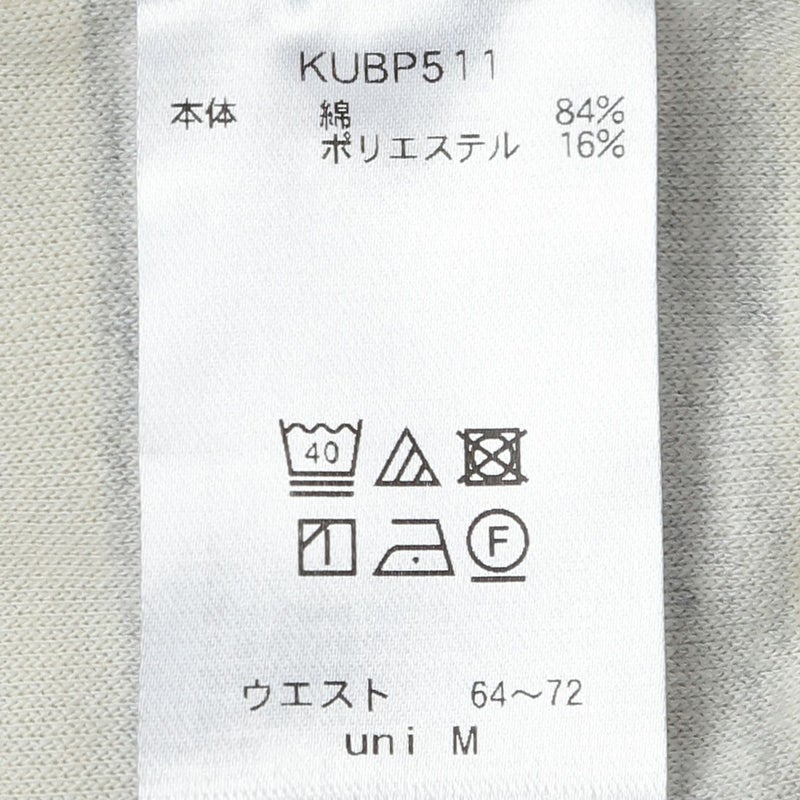 KUBP511
本体 綿 84%
ポリエステル 16%
40
F
ウエスト 64～72
uni M